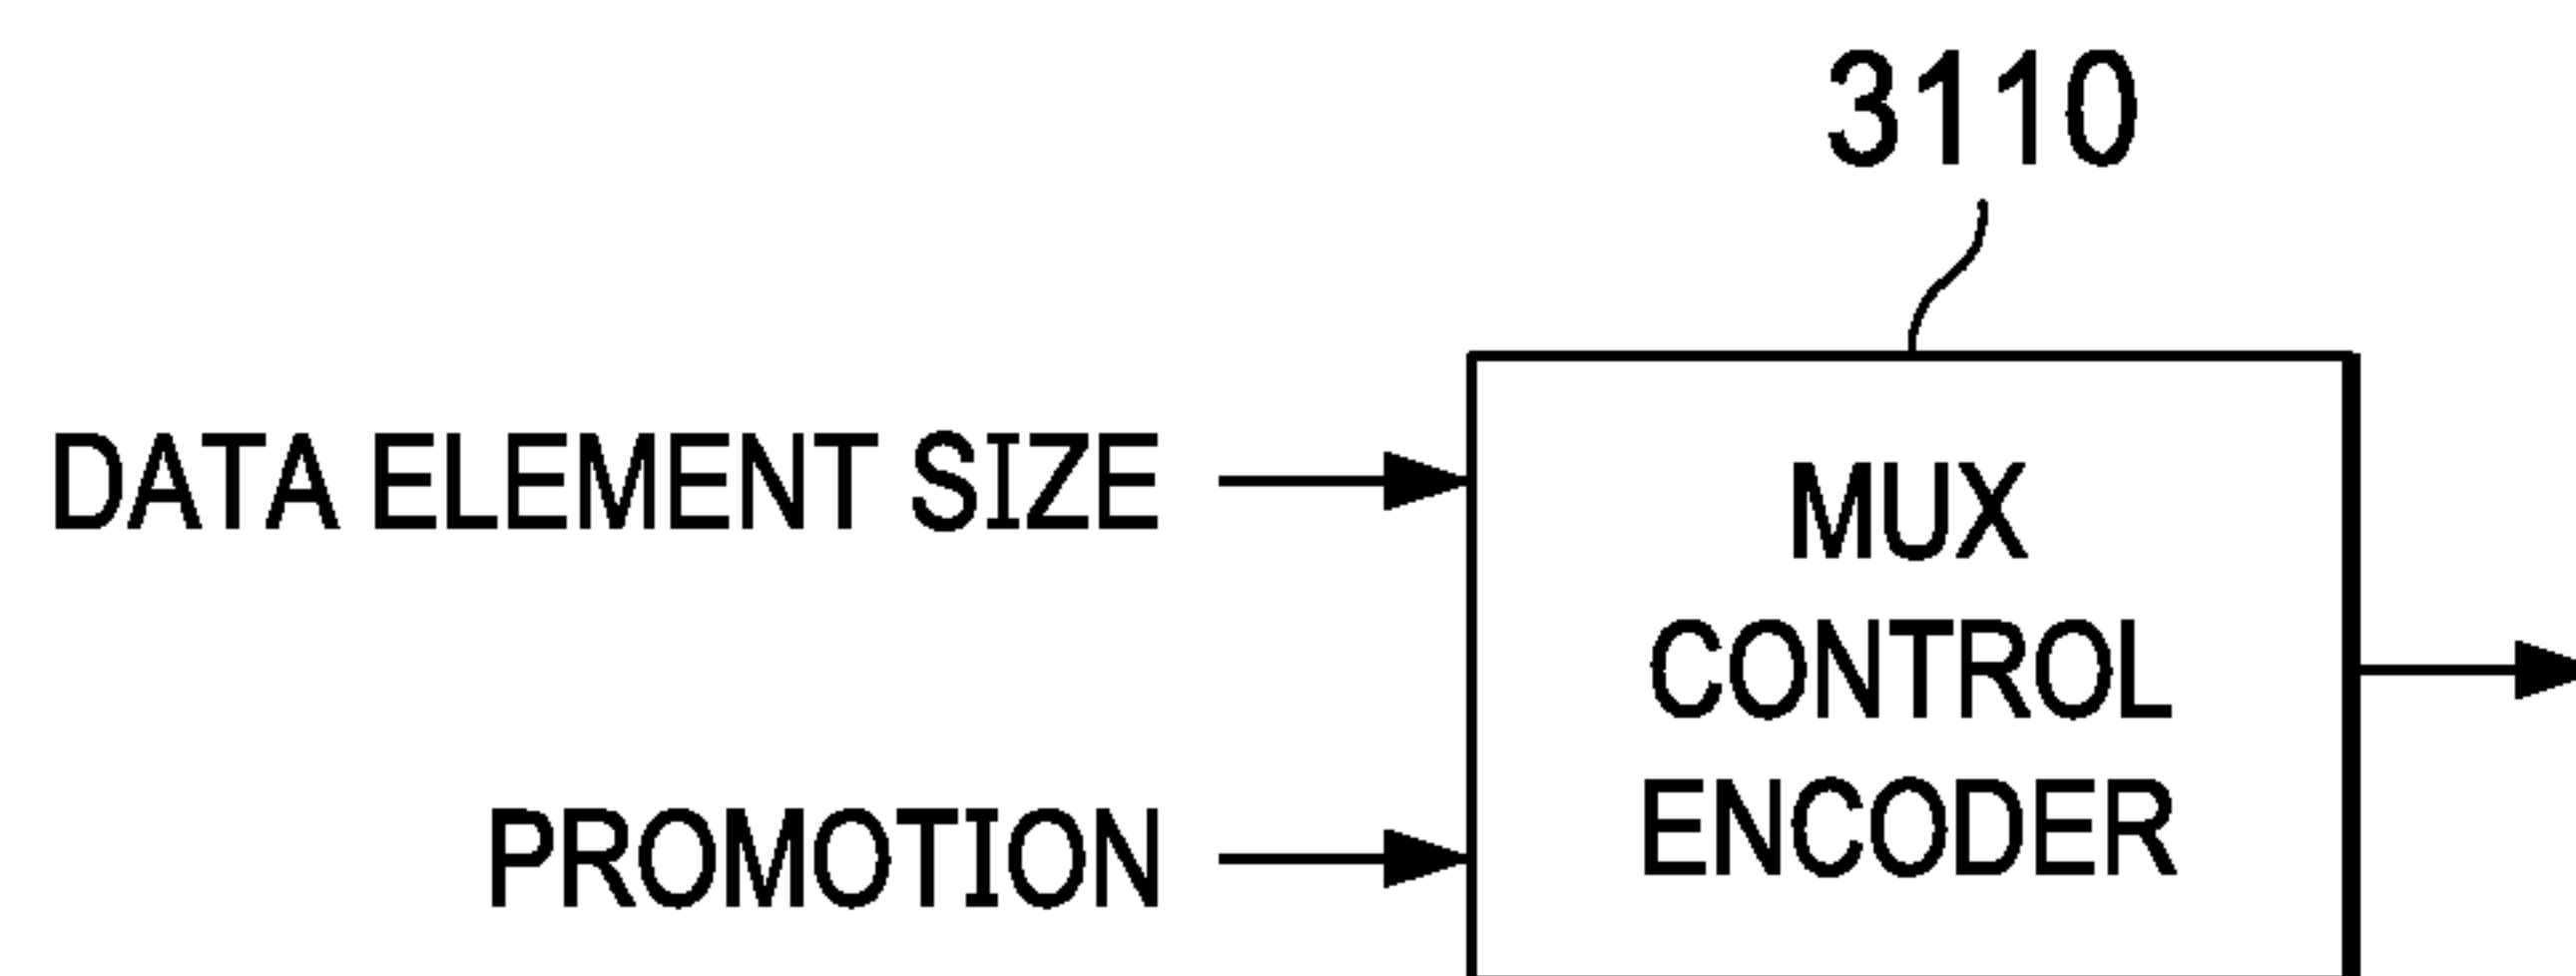 3110
DATA ELEMENT SIZE
MUX
CONTROL
ENCODER
PROMOTION